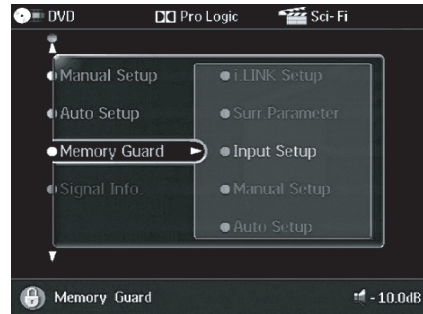 DVD Pro Logic Sci-Fi
Manual Setup
Auto Setup
Memory Guard
Signal Info.
i.LINK Setup
Surr Parameter
Input Setup
Manual Setup
Auto Setup
Memory Guard - 10.0dB